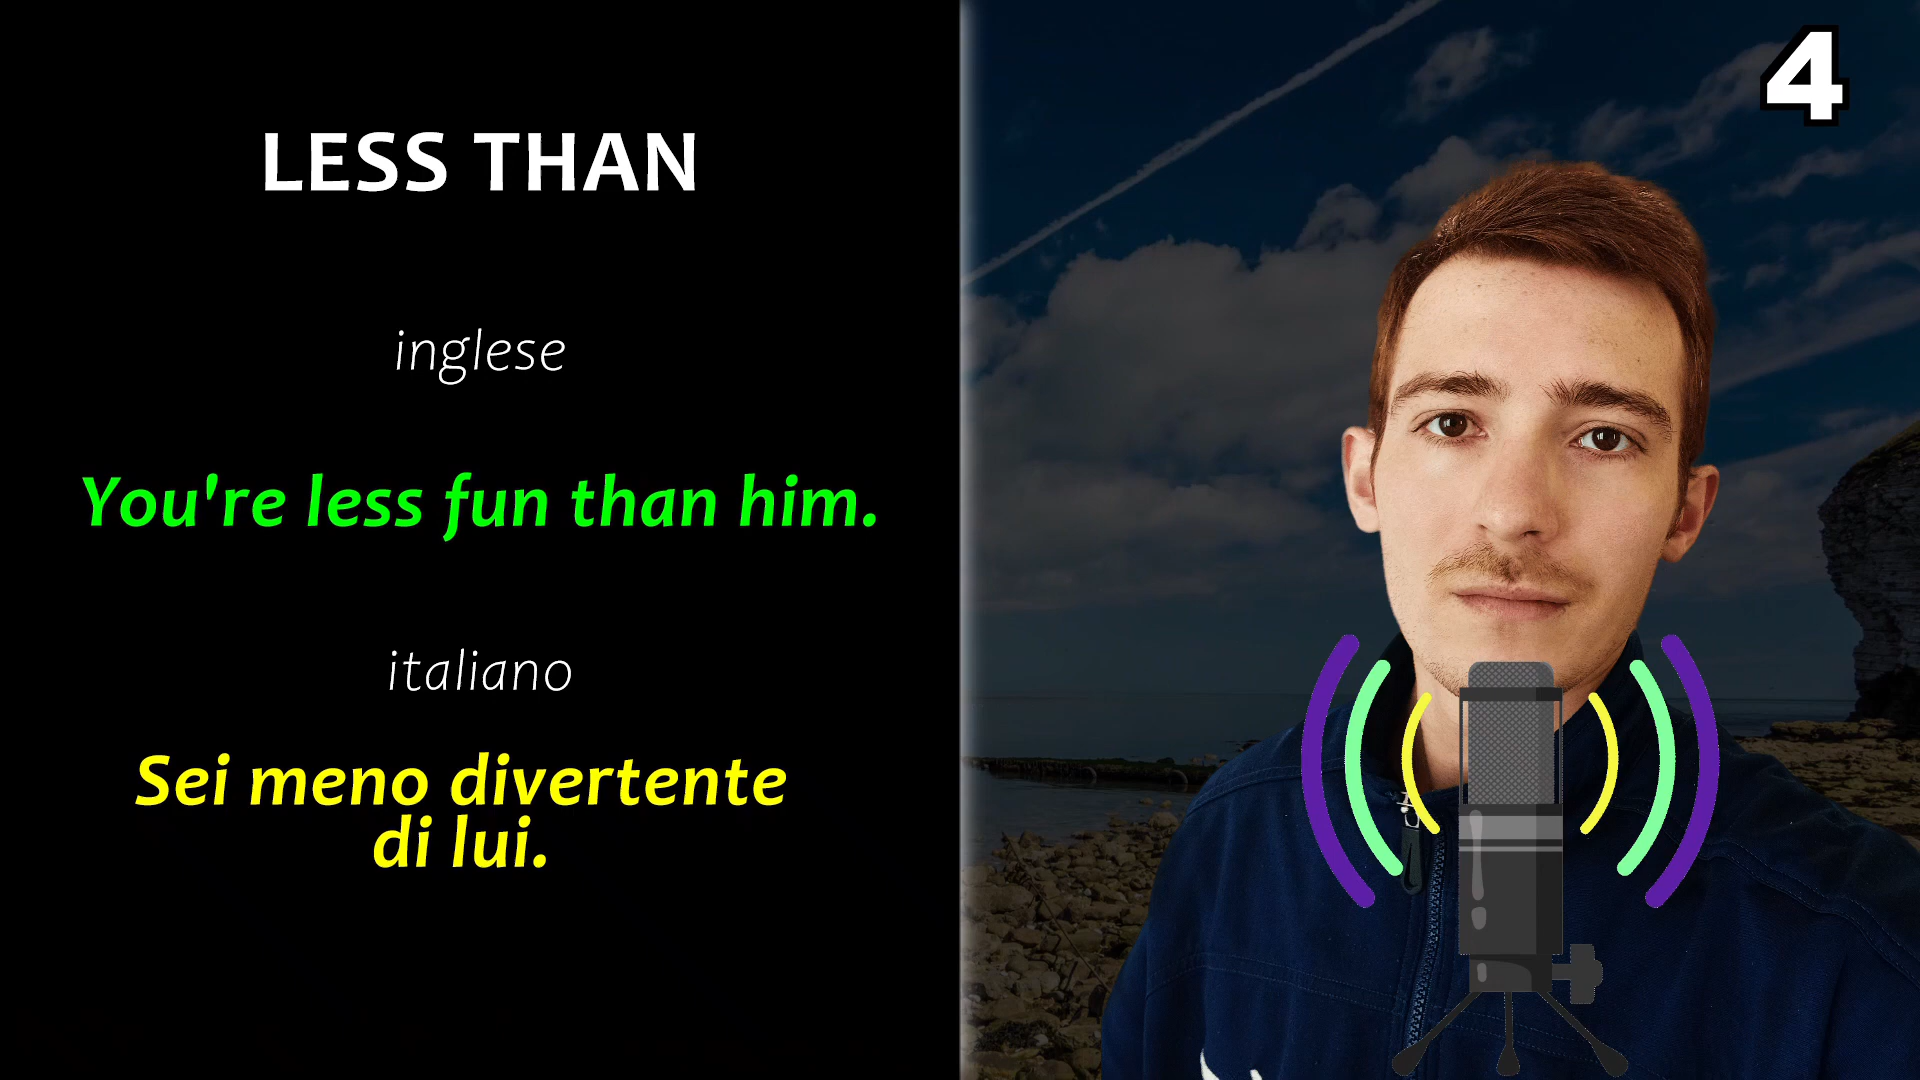 4
LESS THAN
inglese
You're less fun than him.
italiano
Sei meno divertente
di lui.